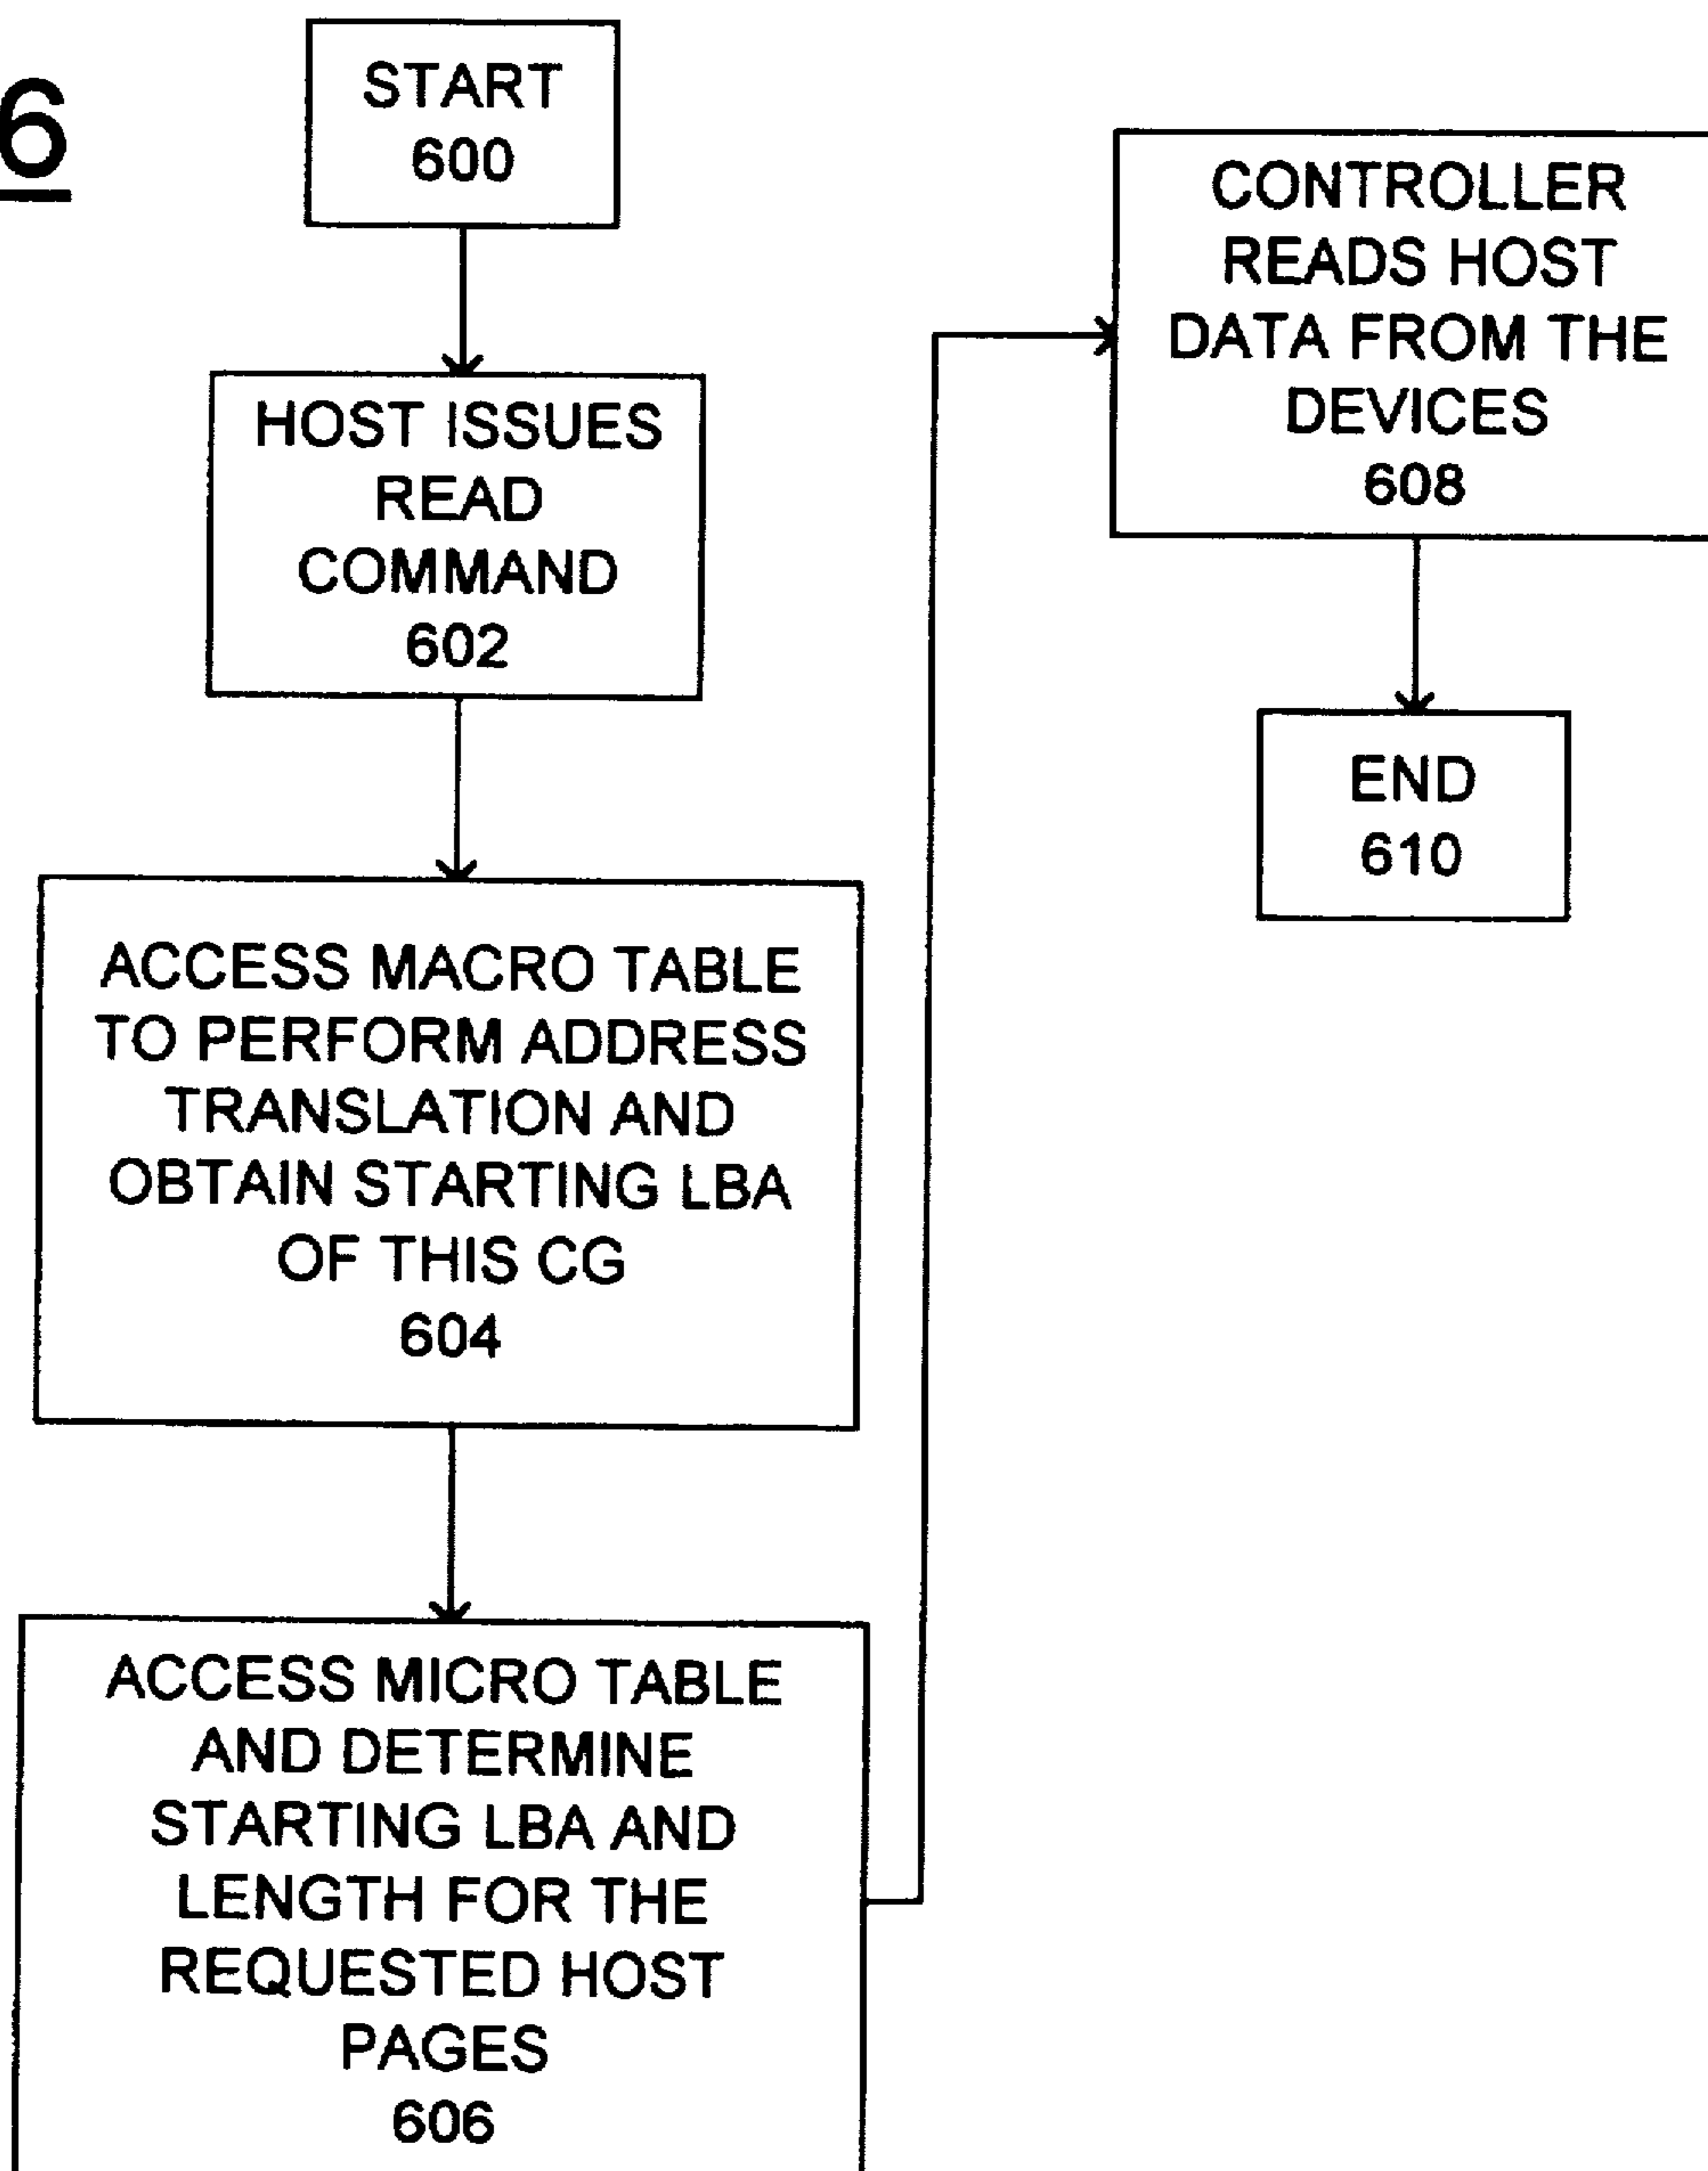 6
START
600
HOST ISSUES
READ
COMMAND
602
ACCESS MACRO TABLE
TO PERFORM ADDRESS
TRANSLATION AND
OBTAIN STARTING LBA
OF THIS CG
604
ACCESS MICRO TABLE
AND DETERMINE
STARTING LBA AND
LENGTH FOR THE
REQUESTED HOST
PAGES
606
CONTROLLER
READS HOST
DATA FROM THE
DEVICES
608
END
610